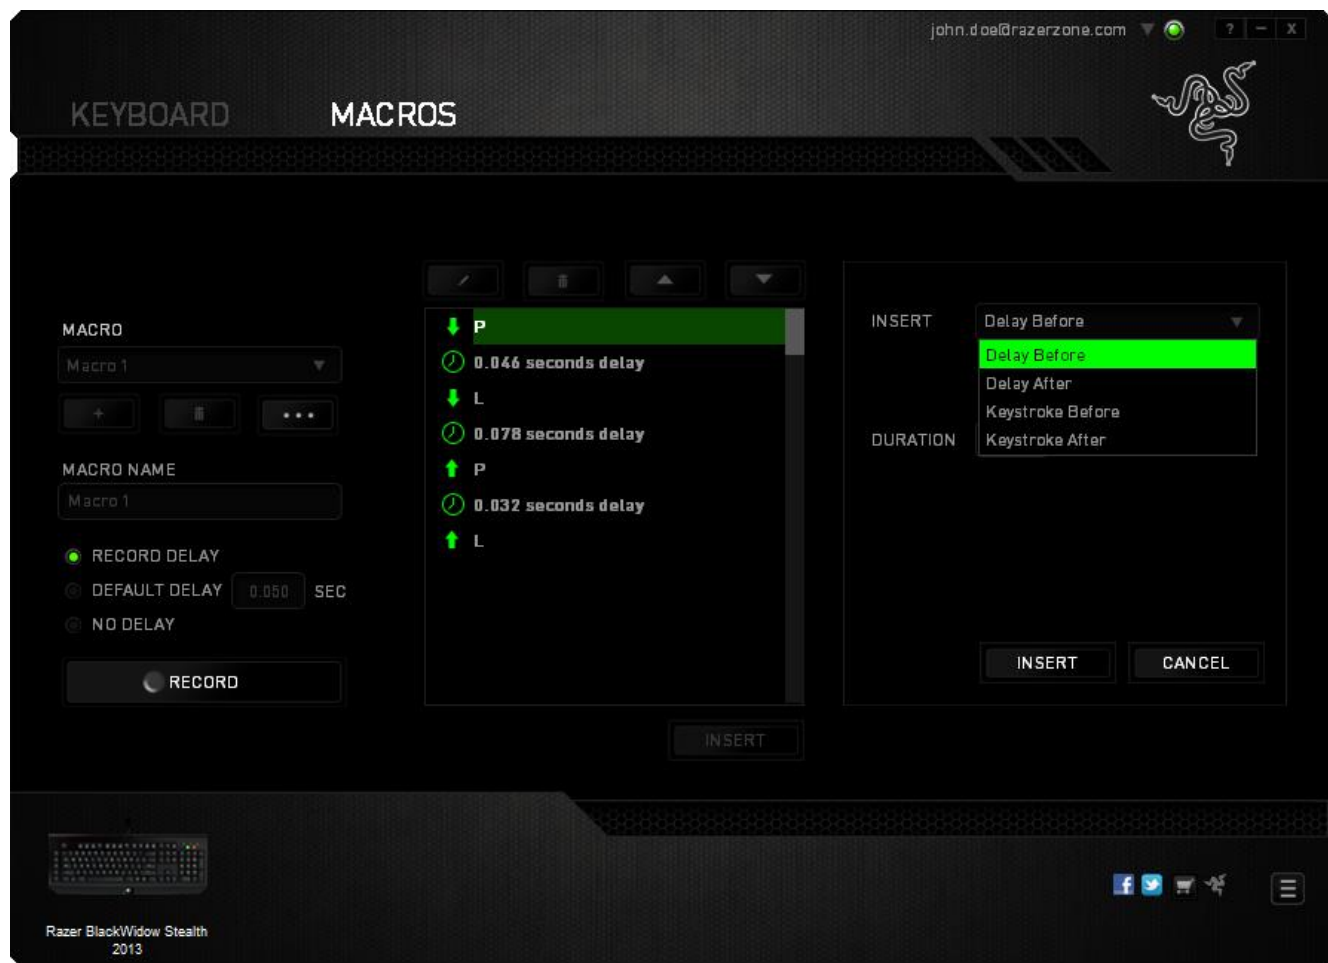 john.doe@razerzone.com
? – X
KEYBOARD MACROS
MACRO
Macro 1
+ •••
MACRO NAME
Macro 1
RECORD DELAY
DEFAULT DELAY 0.050 SEC
NO DELAY
RECORD
P
0.046 seconds delay
L
0.078 seconds delay
P
0.032 seconds delay
L
INSERT
INSERT Delay Before
Delay Before
Delay After
Keystroke Before
Keystroke After
DURATION
INSERT CANCEL
Razer BlackWidow Stealth
2013